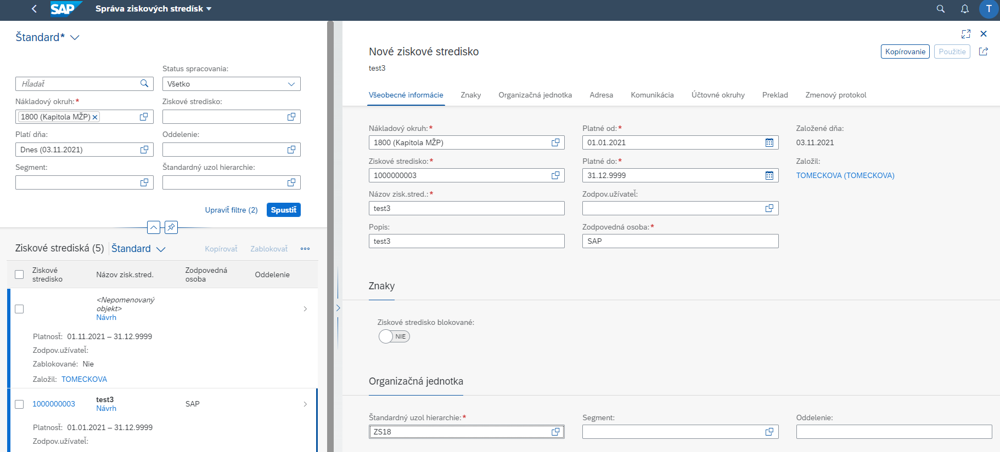 SAP Správa ziskových stredísk T
Štandard*
Status spracovania:
Hľadať
Všetko
Nákladový okruh:* Ziskové stredisko:
1800 (Kapitola MŽP)
Platí dňa: Oddelenie:
Dnes (03.11.2021)
Segment: Štandardný uzol hierarchie:
Upraviť filtre (2) Spustiť
Ziskové strediská (5) Štandard Kopírovať Zablokovať
Ziskové stredisko Názov zisk.stred. Zodpovedná osoba Oddelenie
<Nepomenovaný objekt>
Návrh
Platnosť: 01.11.2021 – 31.12.9999
Zodpov.užívateľ:
Zablokované: Nie
Založil: TOMECKOVA
1000000003 test3 SAP
Návrh
Platnosť: 01.01.2021 – 31.12.9999
Zodpov.užívateľ:
Nové ziskové stredisko
Kopírovanie Použitie
test3
Všeobecné informácie Znaky Organizačná jednotka Adresa Komunikácia Účtovné okruhy Preklad Zmenový protokol
Nákladový okruh:* Platné od:* Založené dňa:
1800 (Kapitola MŽP) 01.01.2021 03.11.2021
Ziskové stredisko:* Platné do:* Založil:
1000000003 31.12.9999 TOMECKOVA (TOMECKOVA)
Názov zisk.stred.:* Zodpov.užívateľ:
test3
Popis: Zodpovedná osoba:*
test3 SAP
Znaky
Ziskové stredisko blokované:
NIE
Organizačná jednotka
Štandardný uzol hierarchie:* Segment: Oddelenie:
ZS18